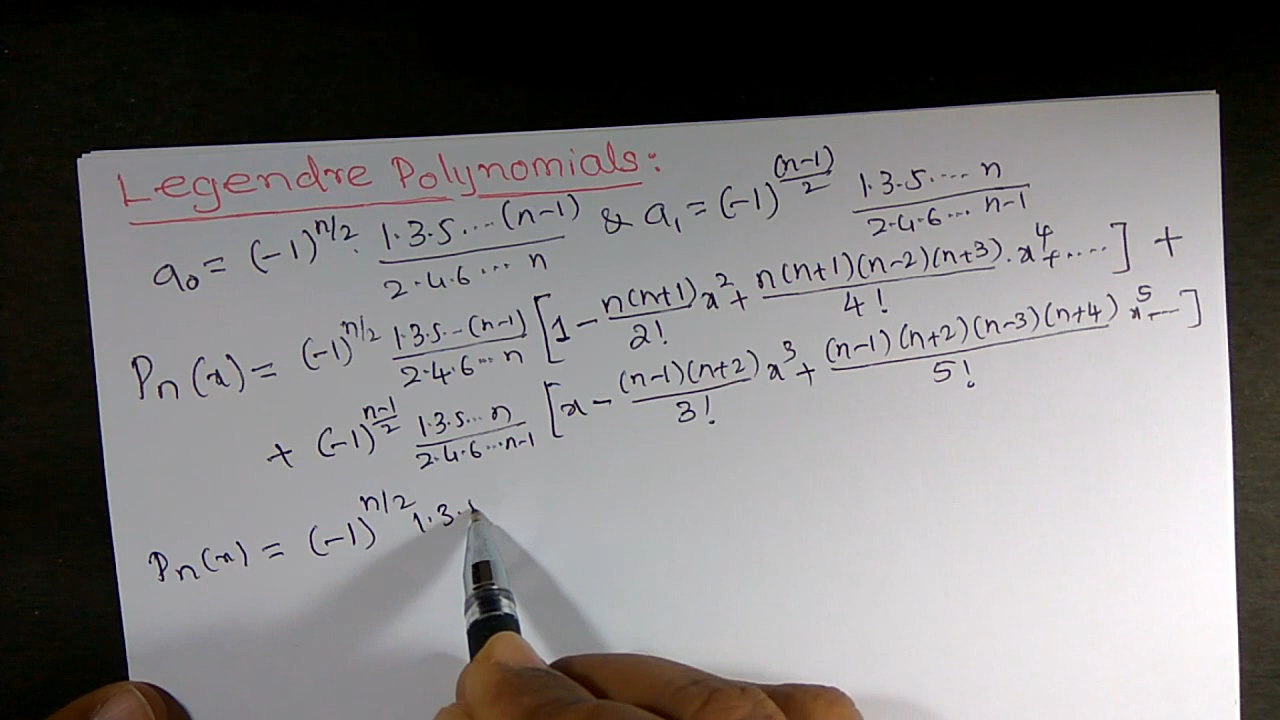 Legendre Polynomials:
a₀ = (-1)^(n/2) · (1·3·5...(n-1))/(2·4·6...n) & a₁ = (-1)^((n-1)/2) (1·3·5....n)/(2·4·6...n-1)
Pn(x) = (-1)^(n/2) (1·3·5..-(n-1))/(2·4·6...n) [1 - (n(n+1))/(2!) x² + (n(n+1)(n-2)(n+3))/(4!) · x⁴ + ....] +
+ (-1)^((n-1)/2) (1·3·5...n)/(2·4·6...n-1) [x - ((n-1)(n+2))/(3!) x³ + ((n-1)(n+2)(n-3)(n+4))/(5!) x⁵ ....]
Pn(x) = (-1)^(n/2) 1·3·